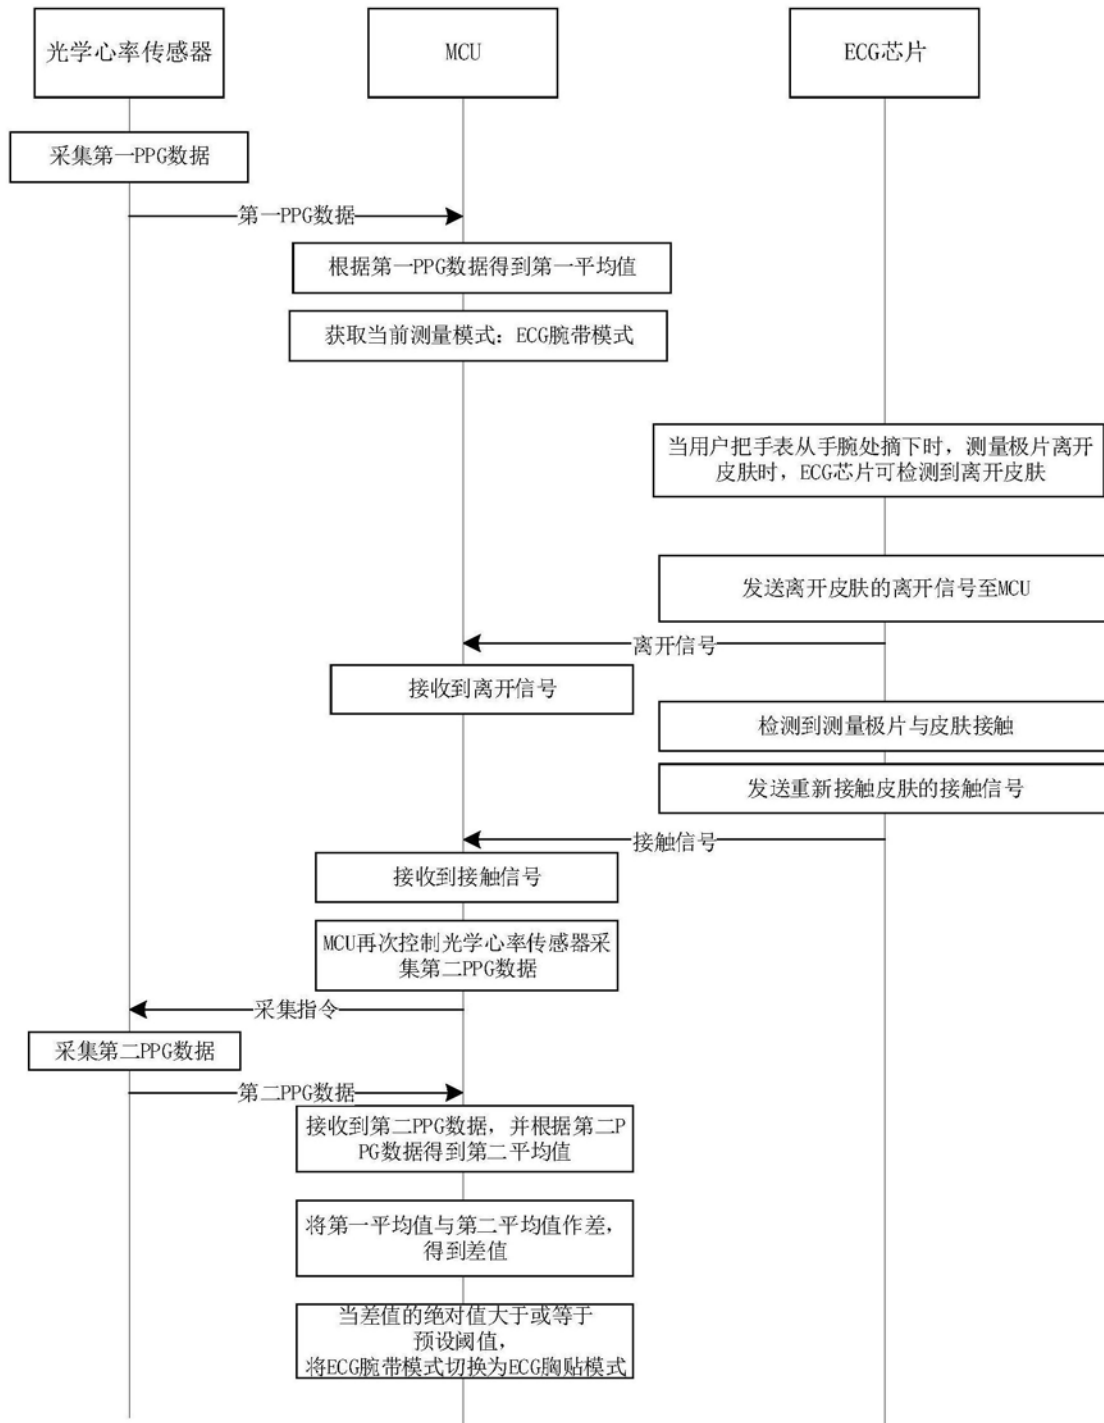 光学心率传感器
MCU
ECG芯片
采集第一PPG数据
第一PPG数据
根据第一PPG数据得到第一平均值
获取当前测量模式：ECG腕带模式
当用户把手表从手腕处摘下时，测量极片离开
皮肤时，ECG芯片可检测到离开皮肤
发送离开皮肤的离开信号至MCU
离开信号
接收到离开信号
检测到测量极片与皮肤接触
发送重新接触皮肤的接触信号
接触信号
接收到接触信号
MCU再次控制光学心率传感器采
集第二PPG数据
采集指令
采集第二PPG数据
第二PPG数据
接收到第二PPG数据，并根据第二P
PG数据得到第二平均值
将第一平均值与第二平均值作差，
得到差值
当差值的绝对值大于或等于
预设阈值，
将ECG腕带模式切换为ECG胸贴模式